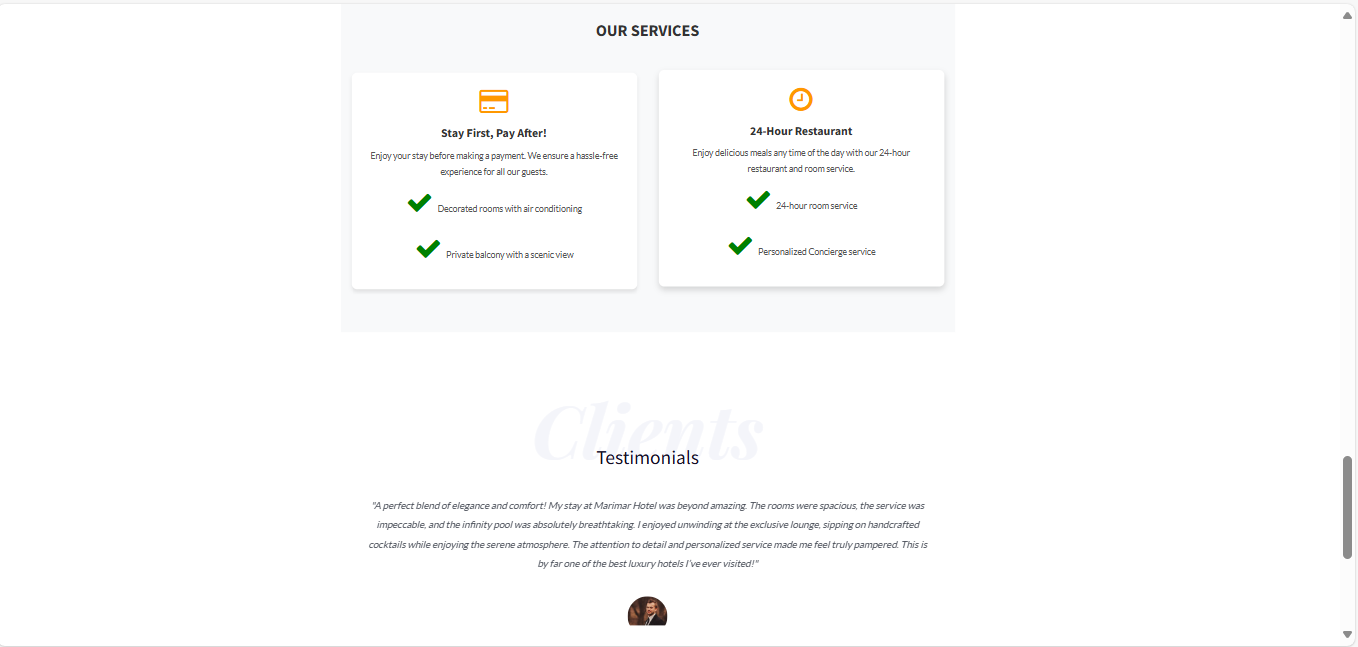 OUR SERVICES
Stay First, Pay After!
Enjoy your stay before making a payment. We ensure a hassle-free
experience for all our guests.
Decorated rooms with air conditioning
Private balcony with a scenic view
24-Hour Restaurant
Enjoy delicious meals any time of the day with our 24-hour
restaurant and room service.
24-hour room service
Personalized Concierge service
Clients
Testimonials
"A perfect blend of elegance and comfort! My stay at Marimar Hotel was beyond amazing. The rooms were spacious, the service was
impeccable, and the infinity pool was absolutely breathtaking. I enjoyed unwinding at the exclusive lounge, sipping on handcrafted
cocktails while enjoying the serene atmosphere. The attention to detail and personalized service made me feel truly pampered. This is
by far one of the best luxury hotels I've ever visited!"